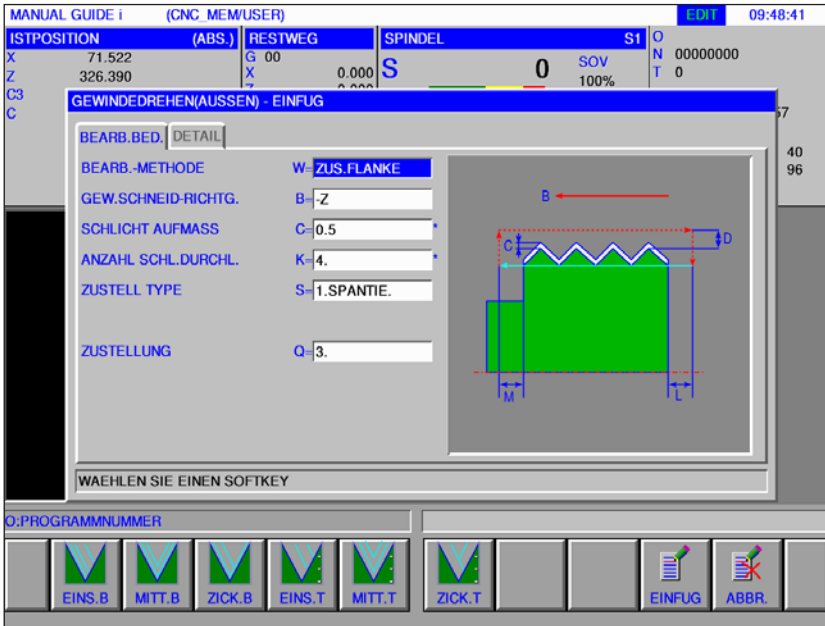 MANUAL GUIDE i (CNC_MEM/USER) EDIT 09:48:41
ISTPOSITION (ABS.) RESTWEG SPINDEL S1 O
X 71.522 G 00 N 00000000
Z 326.390 X 0.000 S 0 SOV T 0
C3 Z 0.000 100%
C
GEWINDEDREHEN(AUSSEN) - EINFUG
57
BEARB.BED. DETAIL
40
96
BEARB.-METHODE W= ZUS.FLANKE
GEW.SCHNEID-RICHTG. B= -Z
SCHLICHT AUFMASS C= 0.5 *
ANZAHL SCHL.DURCHL. K= 4. *
ZUSTELL TYPE S= 1.SPANTIE.
ZUSTELLUNG Q= 3.
B
C D
M L
WAEHLEN SIE EINEN SOFTKEY
O:PROGRAMMNUMMER
EINS.B MITT.B ZICK.B EINS.T MITT.T ZICK.T EINFUG ABBR.